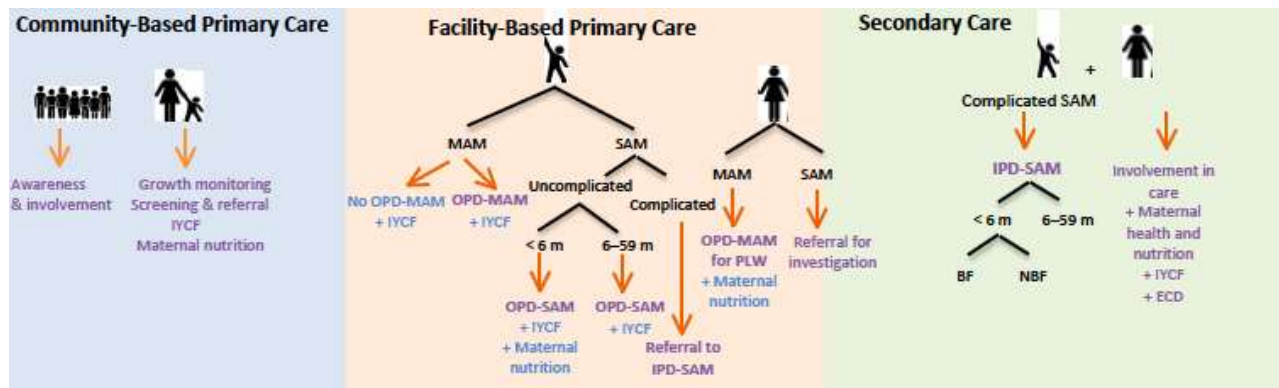 Community-Based Primary Care
Awareness
& involvement
Growth monitoring
Screening & referral
IYCF
Maternal nutrition
Facility-Based Primary Care
MAM
SAM
No OPD-MAM
+ IYCF
OPD-MAM
+ IYCF
Uncomplicated
Complicated
< 6 m
6–59 m
OPD-SAM
+ IYCF
+ Maternal
nutrition
OPD-SAM
+ IYCF
Referral to
IPD-SAM
MAM
SAM
OPD-MAM
for PLW
+ Maternal
nutrition
Referral for
investigation
Secondary Care
+
Complicated SAM
IPD-SAM
< 6 m
6–59 m
BF
NBF
Involvement in
care
+ Maternal
health and
nutrition
+ IYCF
+ ECD